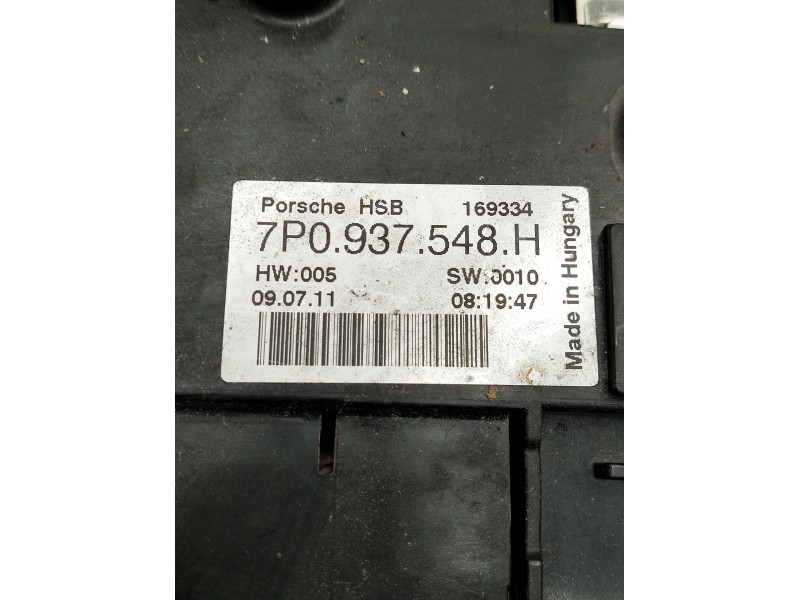 Porsche HSB 169334
7P0.937.548.H
HW:005 SW:0010
09.07.11 08:19:47
Made in Hungary